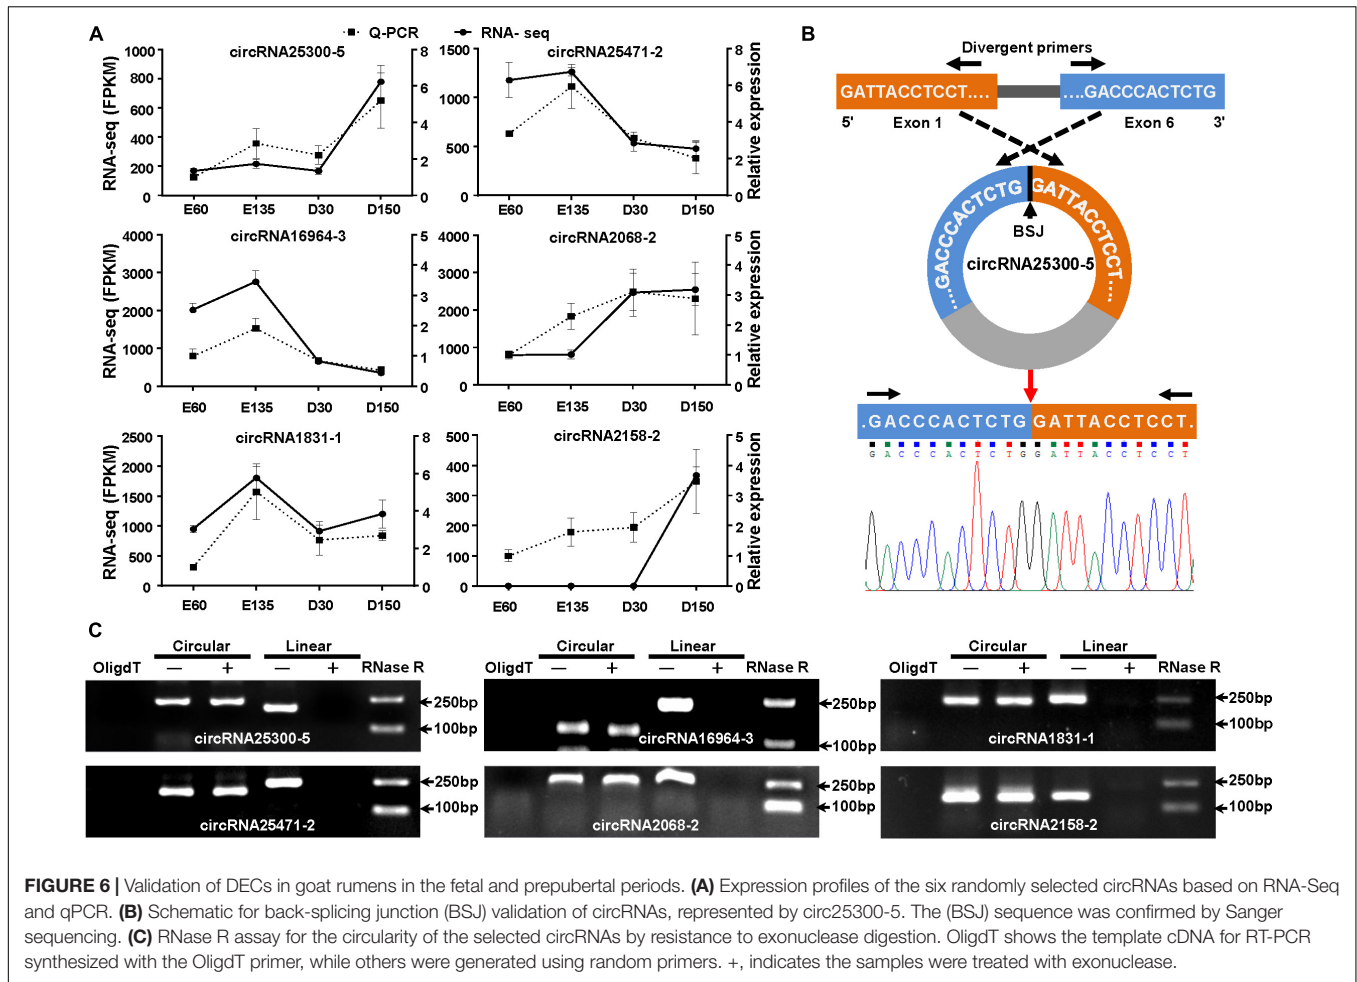 A
Q-PCR
RNA- seq
circRNA25300-5
RNA-seq (FPKM)
1000
800
600
400
200
0
8
6
4
2
0
E60 E135 D30 D150
circRNA25471-2
1500
1000
500
0
8
6
4
2
0
Relative expression
E60 E135 D30 D150
circRNA16964-3
RNA-seq (FPKM)
4000
3000
2000
1000
0
5
4
3
2
1
0
E60 E135 D30 D150
circRNA2068-2
4000
3000
2000
1000
0
5
4
3
2
1
0
Relative expression
E60 E135 D30 D150
circRNA1831-1
RNA-seq (FPKM)
2500
2000
1500
1000
500
0
8
6
4
2
0
E60 E135 D30 D150
circRNA2158-2
500
400
300
200
100
0
5
4
3
2
1
0
Relative expression
E60 E135 D30 D150
B
Divergent primers
GATTACCTCCT.... ....GACCCACTCTG
5' Exon 1 Exon 6 3'
.....GACCCACTCTG GATTACCTCCT.....
BSJ
circRNA25300-5
.GACCCACTCTG GATTACCTCCT.
G A C C C A C T C T G G A T T A C C T C C T
C
Circular Linear
OligdT — + — + RNase R
250bp
100bp
circRNA25300-5
250bp
100bp
circRNA25471-2
Circular Linear
OligdT — + — + RNase R
250bp
circRNA16964-3
100bp
250bp
100bp
circRNA2068-2
Circular Linear
OligdT — + — + RNase R
250bp
100bp
circRNA1831-1
250bp
100bp
circRNA2158-2
FIGURE 6 | Validation of DECs in goat rumens in the fetal and prepubertal periods. (A) Expression profiles of the six randomly selected circRNAs based on RNA-Seq
and qPCR. (B) Schematic for back-splicing junction (BSJ) validation of circRNAs, represented by circ25300-5. The (BSJ) sequence was confirmed by Sanger
sequencing. (C) RNase R assay for the circularity of the selected circRNAs by resistance to exonuclease digestion. OligdT shows the template cDNA for RT-PCR
synthesized with the OligdT primer, while others were generated using random primers. +, indicates the samples were treated with exonuclease.